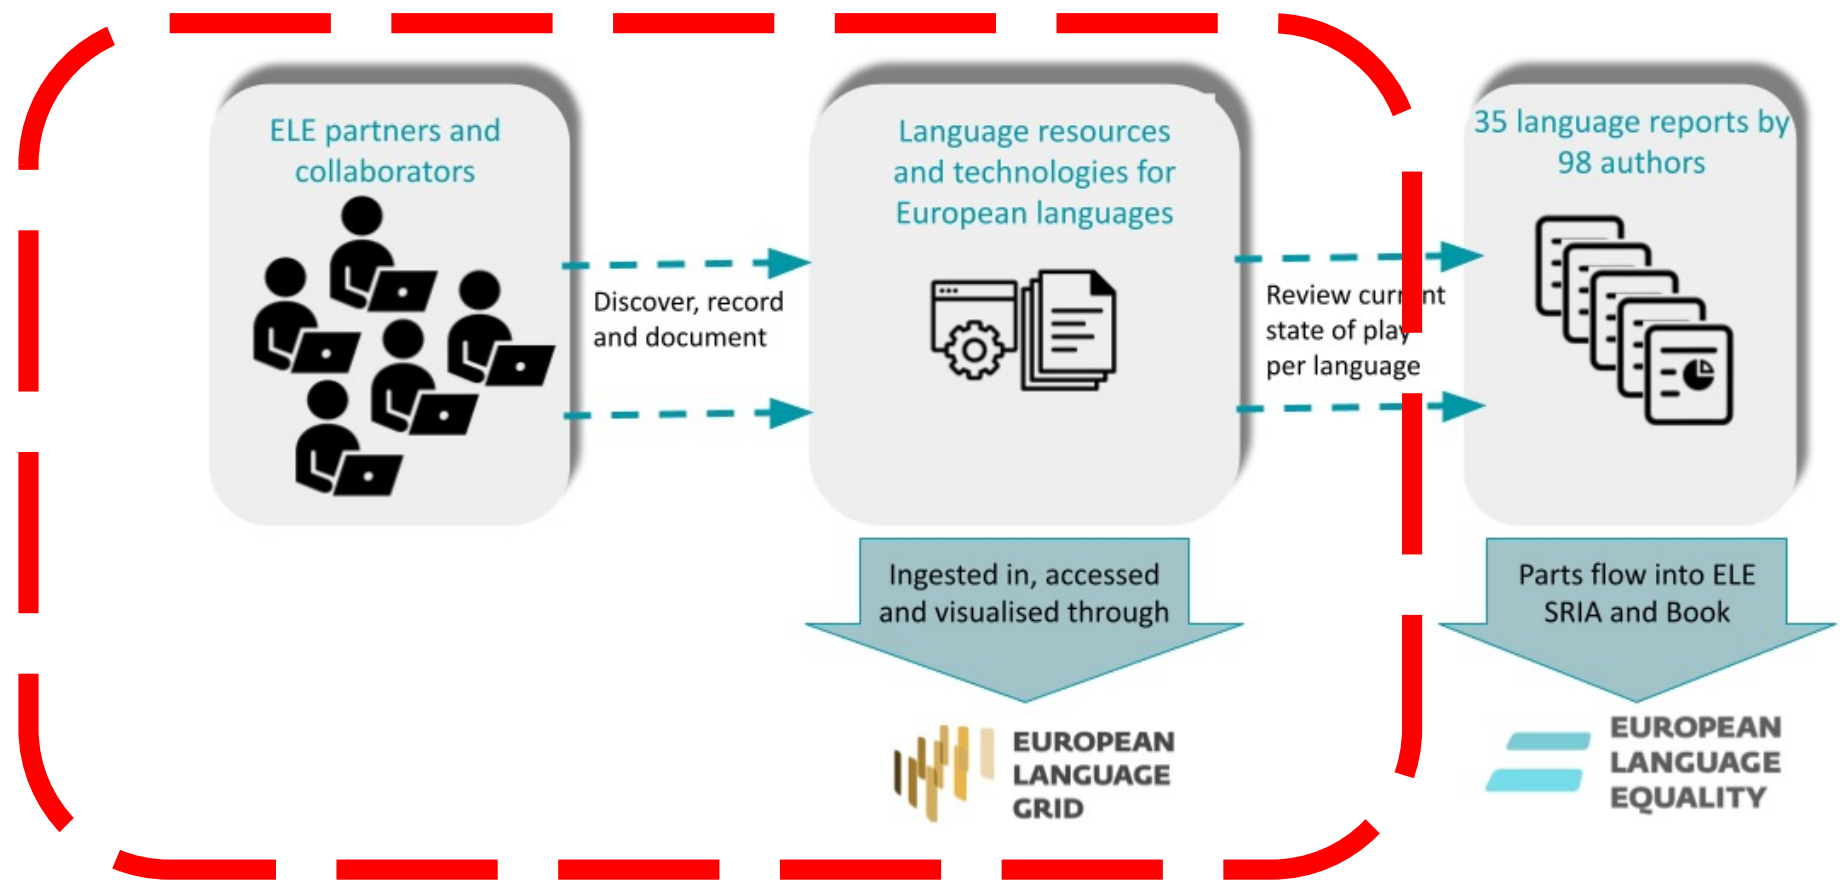 ELE partners and
collaborators
Discover, record
and document
Language resources
and technologies for
European languages
Review current
state of play
per language
35 language reports by
98 authors
Ingested in, accessed
and visualised through
EUROPEAN
LANGUAGE
GRID
Parts flow into ELE
SRIA and Book
EUROPEAN
LANGUAGE
EQUALITY